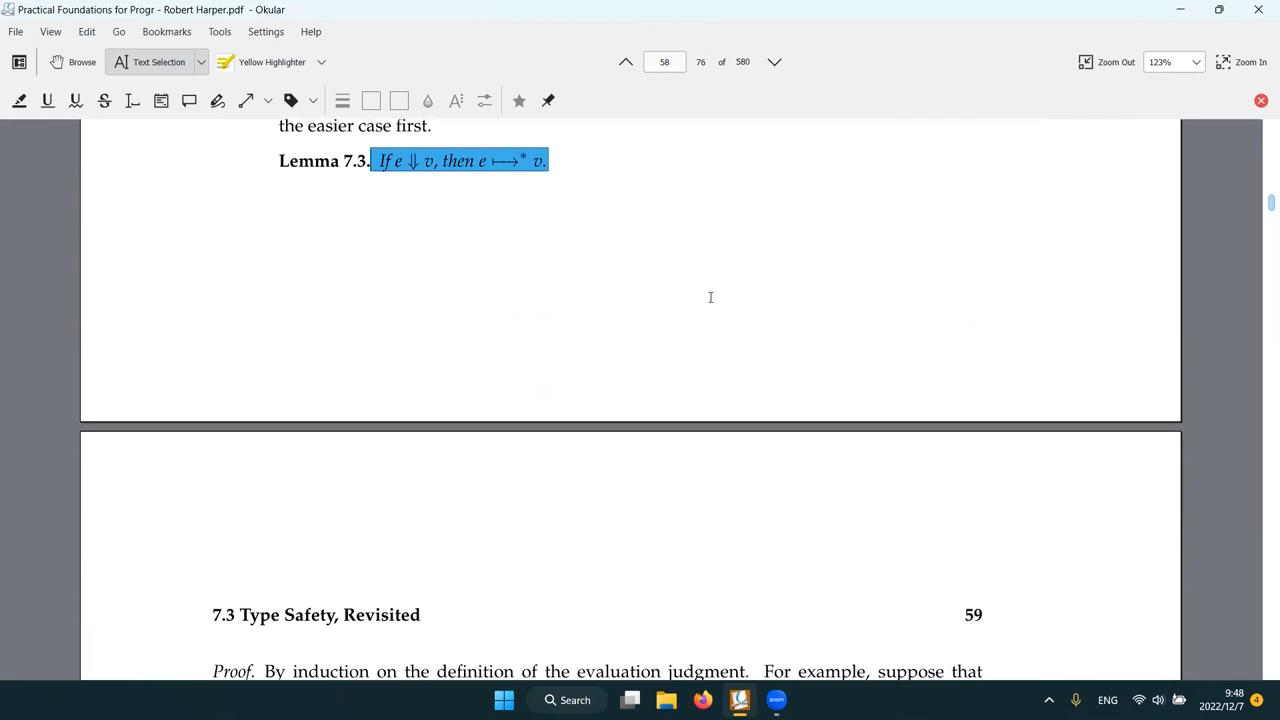 Practical Foundations for Progr - Robert Harper.pdf - Okular
File View Edit Go Bookmarks Tools Settings Help
Browse Text Selection Yellow Highlighter 58 76 of 580 Zoom Out 123% Zoom In
the easier case first.
Lemma 7.3. If e ⇓ v, then e ⟼* v.
7.3 Type Safety, Revisited 59
Proof. By induction on the definition of the evaluation judgment. For example, suppose that
Search
zoom
ENG
9:48
2022/12/7
4